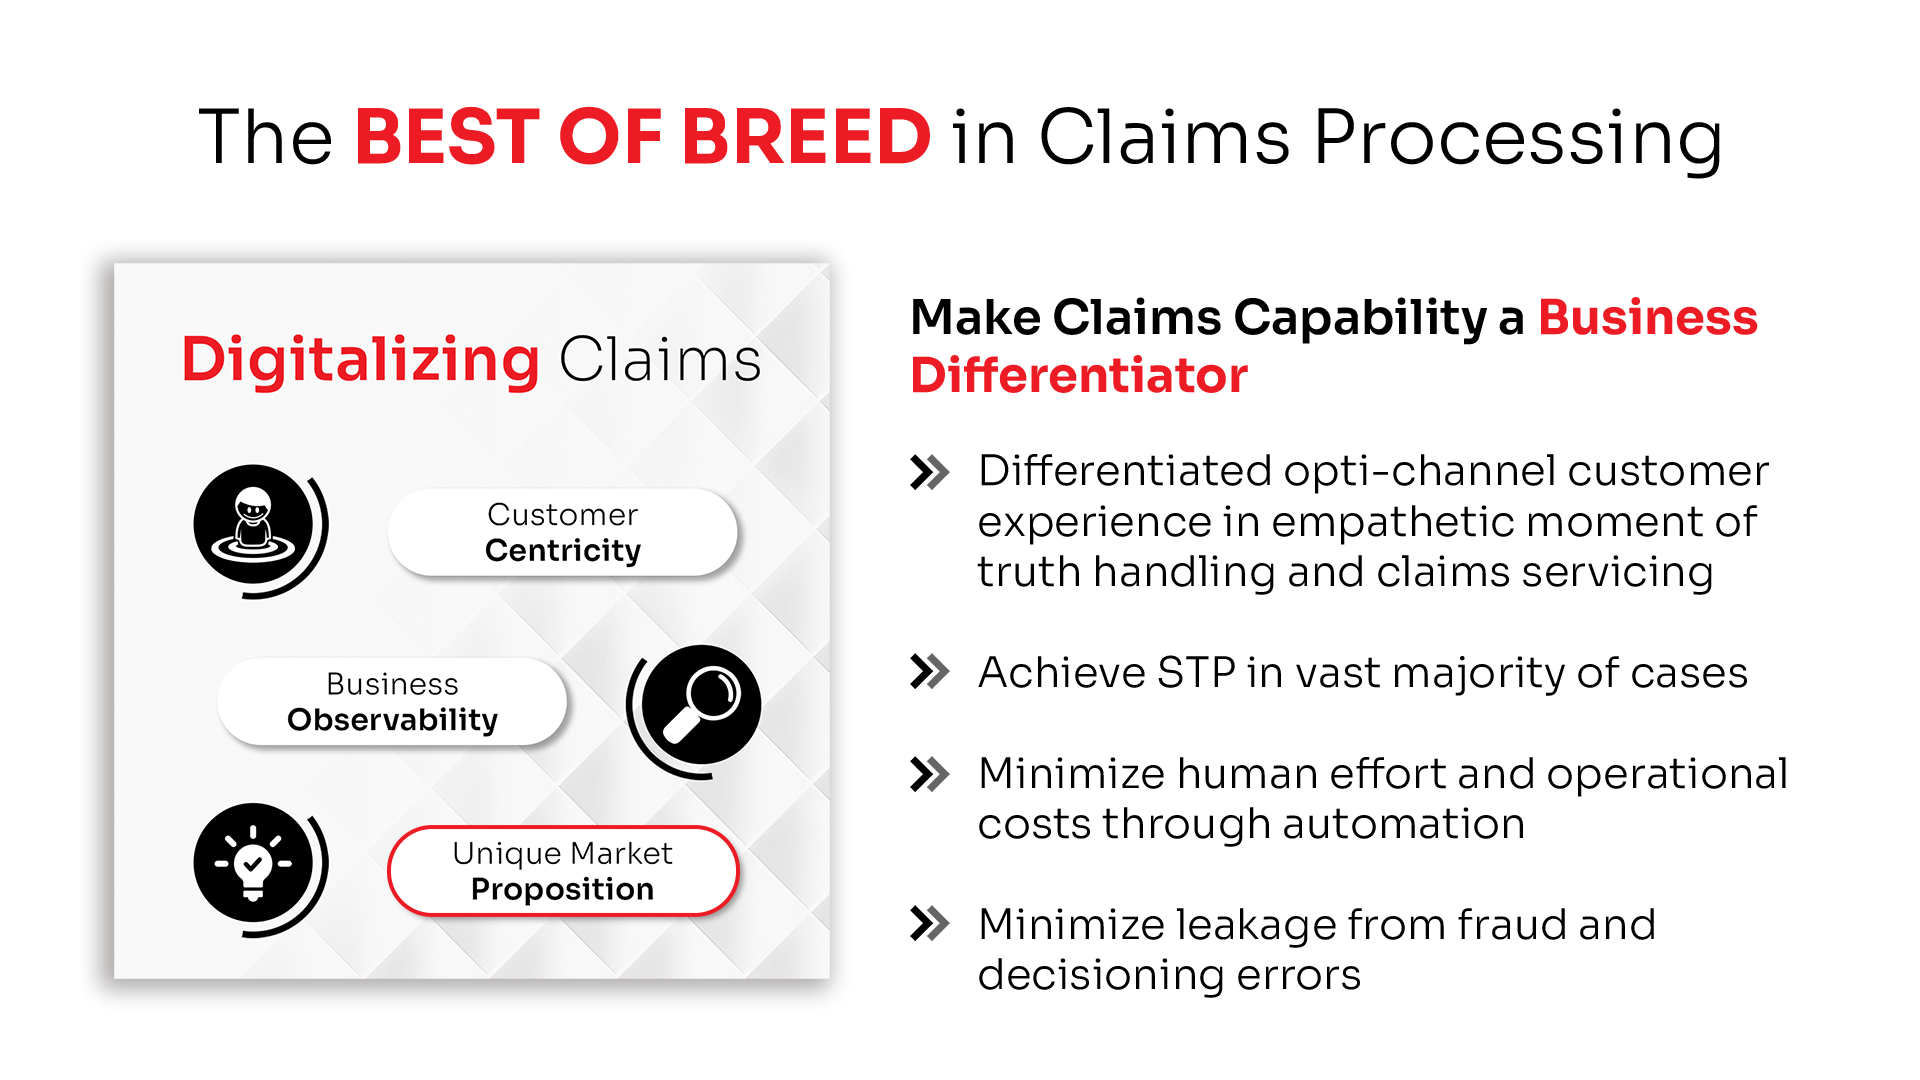 The BEST OF BREED in Claims Processing
Digitalizing Claims
Customer
Centricity
Business
Observability
Unique Market
Proposition
Make Claims Capability a Business
Differentiator
Differentiated opti-channel customer
experience in empathetic moment of
truth handling and claims servicing
Achieve STP in vast majority of cases
Minimize human effort and operational
costs through automation
Minimize leakage from fraud and
decisioning errors